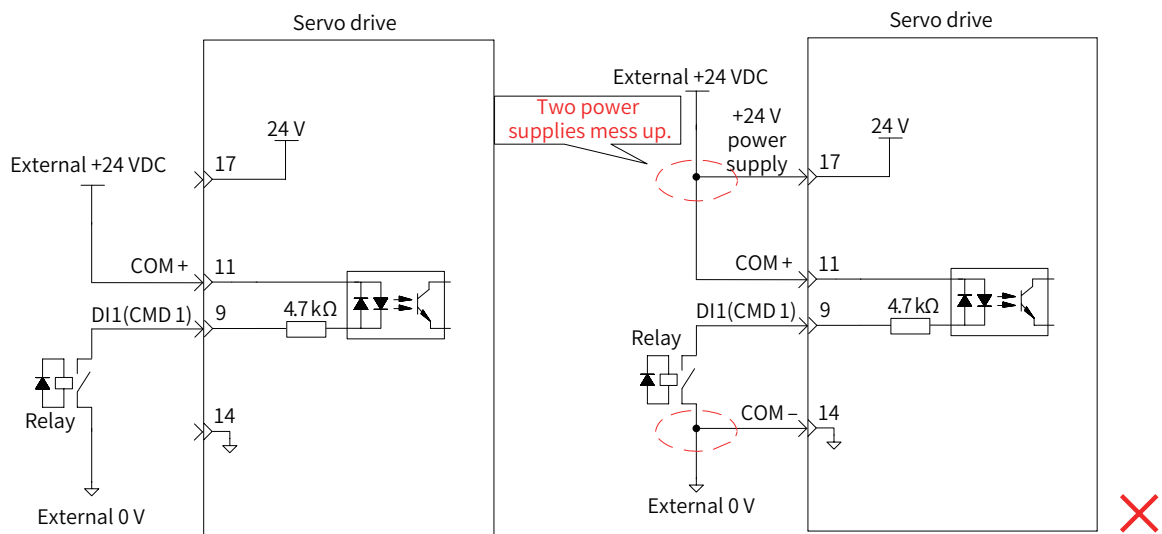 Servo drive
External +24 VDC
24 V
17
COM +
11
DI1(CMD 1)
9
4.7 kΩ
Relay
14
External 0 V
Servo drive
External +24 VDC
Two power
supplies mess up.
+24 V
power
supply
24 V
17
COM +
11
DI1(CMD 1)
9
4.7 kΩ
Relay
COM –
14
External 0 V